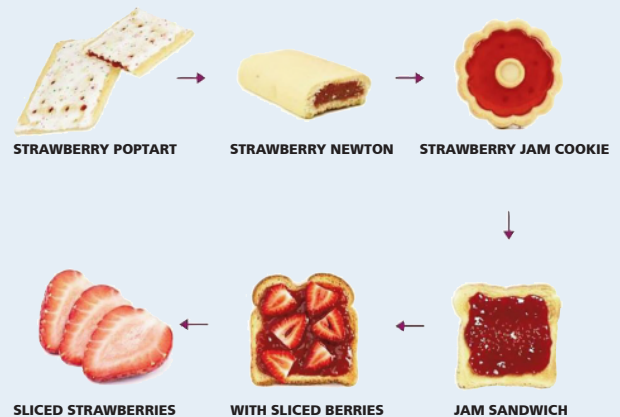 STRAWBERRY POPTART
STRAWBERRY NEWTON
STRAWBERRY JAM COOKIE
SLICED STRAWBERRIES
WITH SLICED BERRIES
JAM SANDWICH